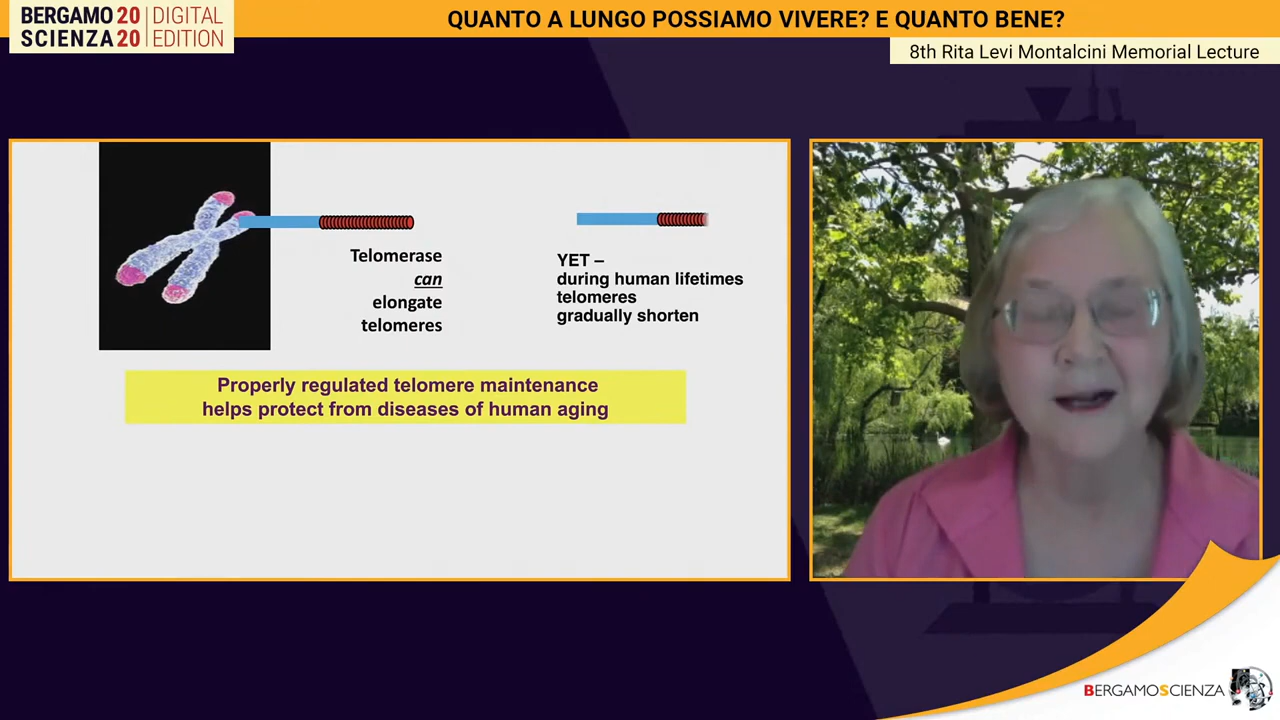 BERGAMO 20
SCIENZA 20
DIGITAL
EDITION
QUANTO A LUNGO POSSIAMO VIVERE? E QUANTO BENE?
8th Rita Levi Montalcini Memorial Lecture
Telomerase
can
elongate
telomeres
YET –
during human lifetimes
telomeres
gradually shorten
Properly regulated telomere maintenance
helps protect from diseases of human aging
BERGAMOSCIENZA